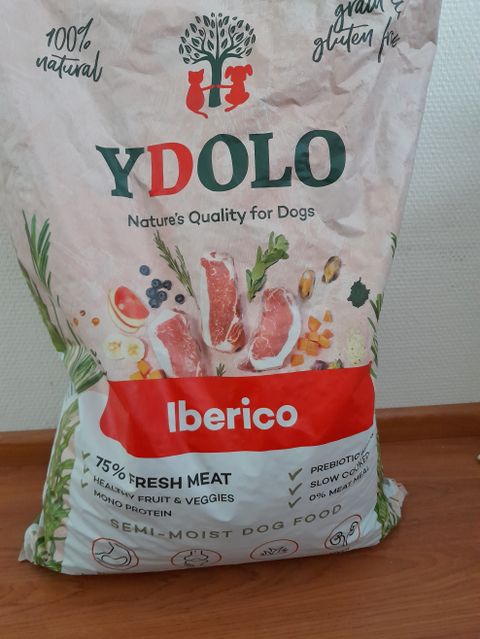 100%
natural
grain &
gluten free
YDOLO
Nature's Quality for Dogs
Iberico
75% FRESH MEAT
HEALTHY FRUIT & VEGGIES
MONO PROTEIN
PREBIOTIC
SLOW COOKED
0% MEAT MEAL
SEMI-MOIST DOG FOOD